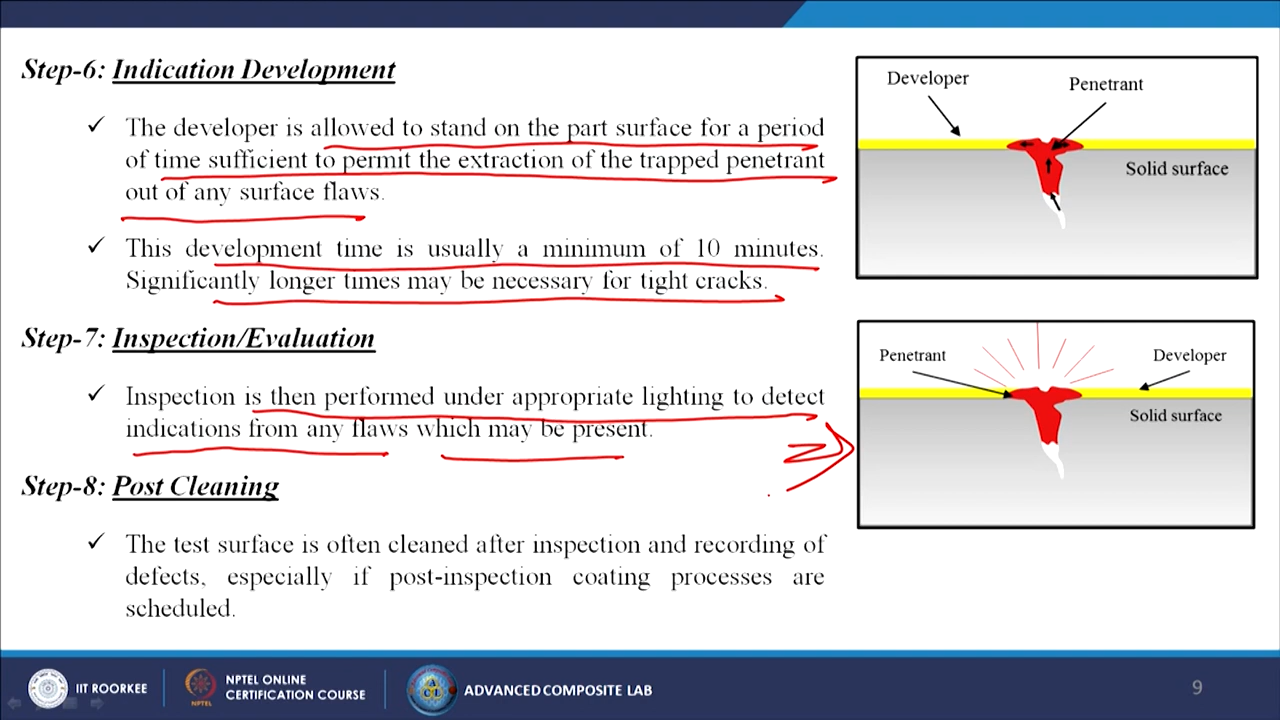 Step-6: Indication Development
✓ The developer is allowed to stand on the part surface for a period
of time sufficient to permit the extraction of the trapped penetrant
out of any surface flaws.
✓ This development time is usually a minimum of 10 minutes.
Significantly longer times may be necessary for tight cracks.
Step-7: Inspection/Evaluation
✓ Inspection is then performed under appropriate lighting to detect
indications from any flaws which may be present.
Step-8: Post Cleaning
✓ The test surface is often cleaned after inspection and recording of
defects, especially if post-inspection coating processes are
scheduled.
Developer
Penetrant
Solid surface
Penetrant
Developer
Solid surface
IIT ROORKEE
NPTEL
NPTEL ONLINE
CERTIFICATION COURSE
ACL
ADVANCED COMPOSITE LAB
9